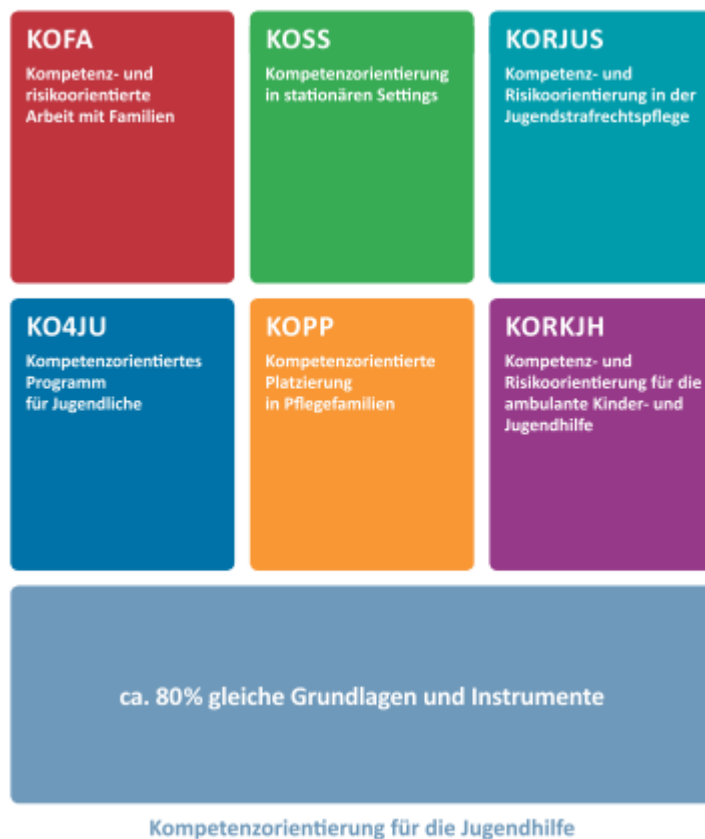 KOFA
Kompetenz- und
risikoorientierte
Arbeit mit Familien
KOSS
Kompetenzorientierung
in stationären Settings
KORJUS
Kompetenz- und
Risikoorientierung in der
Jugendstrafrechtspflege
KO4JU
Kompetenzorientiertes
Programm
für Jugendliche
KOPP
Kompetenzorientierte
Platzierung
in Pflegefamilien
KORKJH
Kompetenz- und
Risikoorientierung für die
ambulante Kinder- und
Jugendhilfe
ca. 80% gleiche Grundlagen und Instrumente
Kompetenzorientierung für die Jugendhilfe